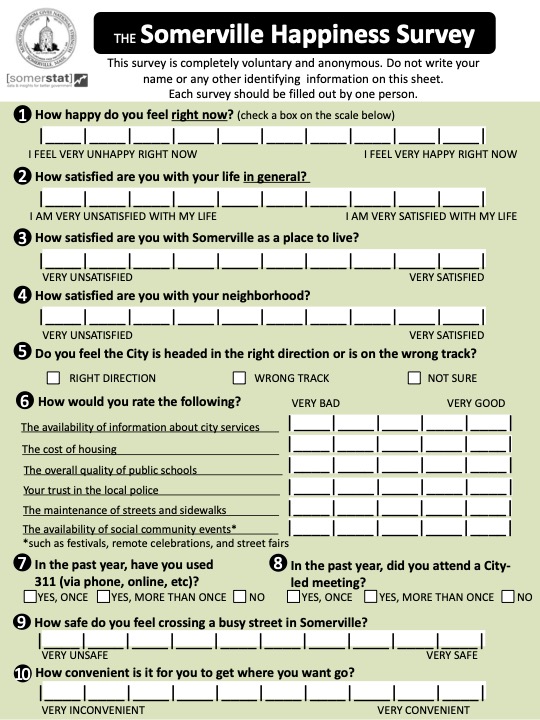 THE Somerville Happiness Survey
[somerstat]
data & insights for better government
This survey is completely voluntary and anonymous. Do not write your
name or any other identifying information on this sheet.
Each survey should be filled out by one person.
1 How happy do you feel right now? (check a box on the scale below)
I FEEL VERY UNHAPPY RIGHT NOW I FEEL VERY HAPPY RIGHT NOW
2 How satisfied are you with your life in general?
I AM VERY UNSATISFIED WITH MY LIFE I AM VERY SATISFIED WITH MY LIFE
3 How satisfied are you with Somerville as a place to live?
VERY UNSATISFIED VERY SATISFIED
4 How satisfied are you with your neighborhood?
VERY UNSATISFIED VERY SATISFIED
5 Do you feel the City is headed in the right direction or is on the wrong track?
RIGHT DIRECTION WRONG TRACK NOT SURE
6 How would you rate the following? VERY BAD VERY GOOD
The availability of information about city services
The cost of housing
The overall quality of public schools
Your trust in the local police
The maintenance of streets and sidewalks
The availability of social community events*
*such as festivals, remote celebrations, and street fairs
7 In the past year, have you used
311 (via phone, online, etc)?
YES, ONCE YES, MORE THAN ONCE NO
8 In the past year, did you attend a City-
led meeting?
YES, ONCE YES, MORE THAN ONCE NO
9 How safe do you feel crossing a busy street in Somerville?
VERY UNSAFE VERY SAFE
10 How convenient is it for you to get where you want go?
VERY INCONVENIENT VERY CONVENIENT